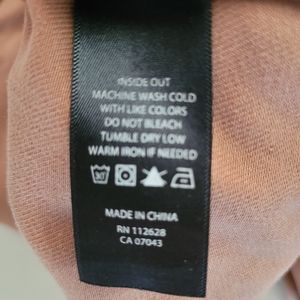 INSIDE OUT
MACHINE WASH COLD
WITH LIKE COLORS
DO NOT BLEACH
TUMBLE DRY LOW
WARM IRON IF NEEDED
MADE IN CHINA
RN 112628
CA 07043